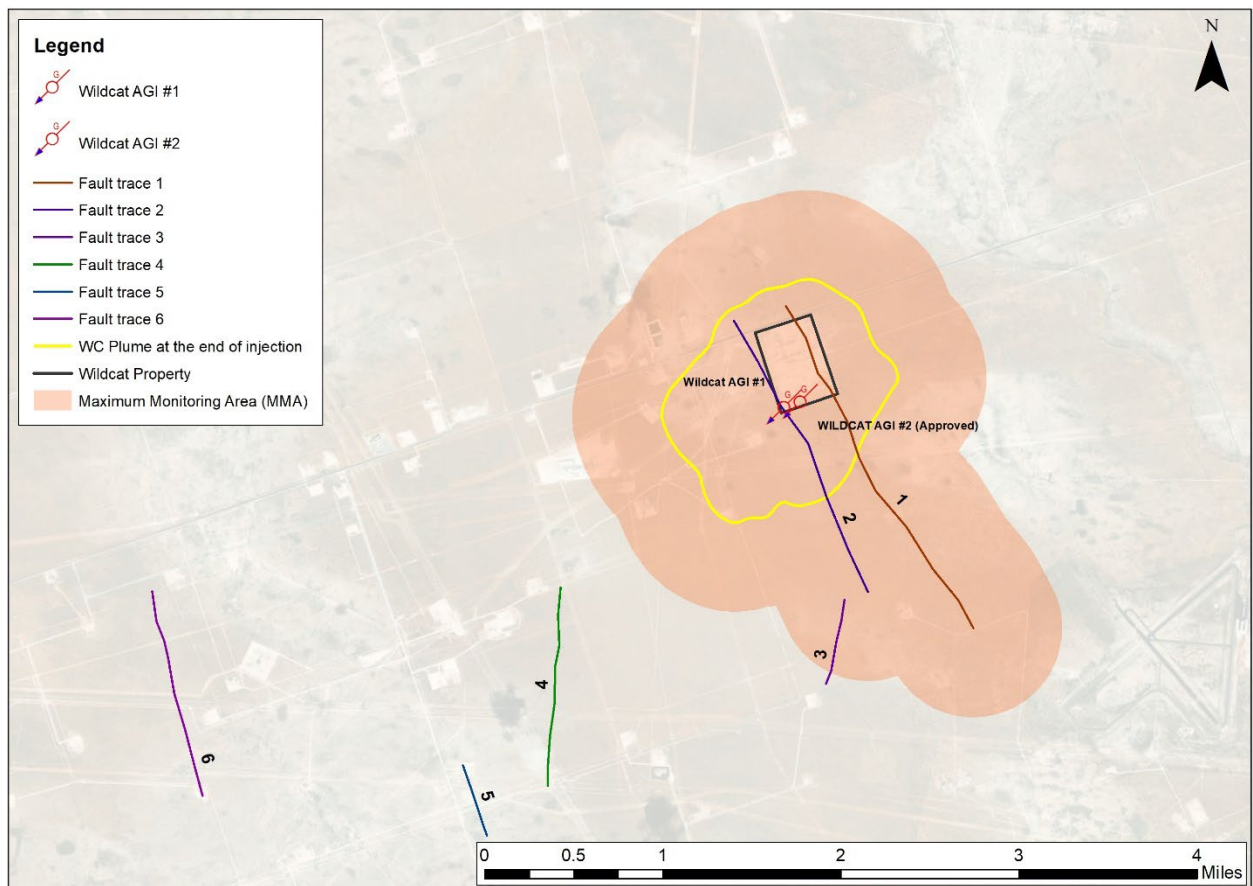 Legend
G
Wildcat AGI #1
G
Wildcat AGI #2
Fault trace 1
Fault trace 2
Fault trace 3
Fault trace 4
Fault trace 5
Fault trace 6
WC Plume at the end of injection
Wildcat Property
Maximum Monitoring Area (MMA)
N
Wildcat AGI #1
G
G
WILDCAT AGI #2 (Approved)
1
2
3
4
5
6
0 0.5 1 2 3 4
Miles